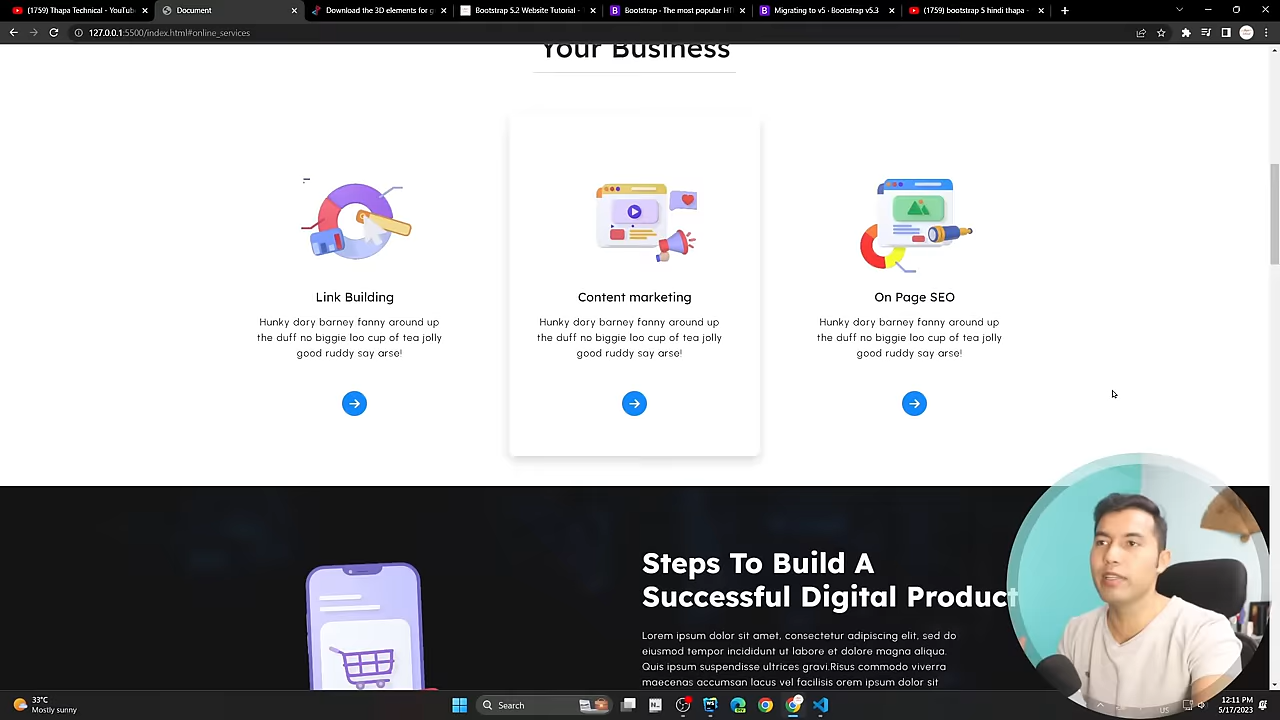 (1759) Thapa Technical - YouTub
Document
Download the 3D elements for g
Bootstrap 5.2 Website Tutorial -
Bootstrap · The most popular HT
Migrating to v5 · Bootstrap v5.3
(1759) bootstrap 5 hindi thapa -
127.0.0.1:5500/index.html#online_services
Your Business
Link Building
Hunky dory barney fanny around up
the duff no biggie loo cup of tea jolly
good ruddy say arse!
Content marketing
Hunky dory barney fanny around up
the duff no biggie loo cup of tea jolly
good ruddy say arse!
On Page SEO
Hunky dory barney fanny around up
the duff no biggie loo cup of tea jolly
good ruddy say arse!
Steps To Build A
Successful Digital Product
Lorem ipsum dolor sit amet, consectetur adipiscing elit, sed do
eiusmod tempor incididunt ut labore et dolore magna aliqua.
Quis ipsum suspendisse ultrices gravi.Risus commodo viverra
maecenas accumsan lacus vel facilisis orem ipsum dolor sit
33°C
Mostly sunny
Search
US
12:11 PM
5/17/2023